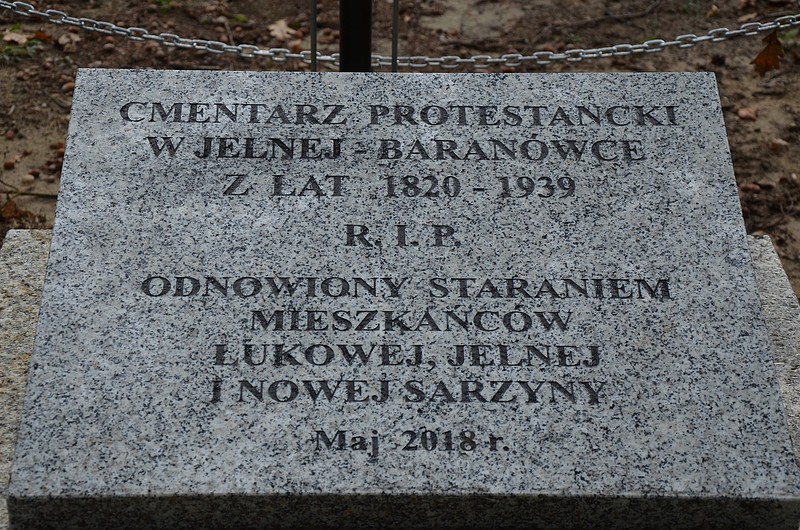 CMENTARZ PROTESTANCKI
W JELNEJ - BARANÓWCE
Z LAT 1820 - 1939
R. I. P.
ODNOWIONY STARANIEM
MIESZKAŃCÓW
ŁUKOWEJ, JELNEJ
I NOWEJ SARZYNY
Maj 2018 r.